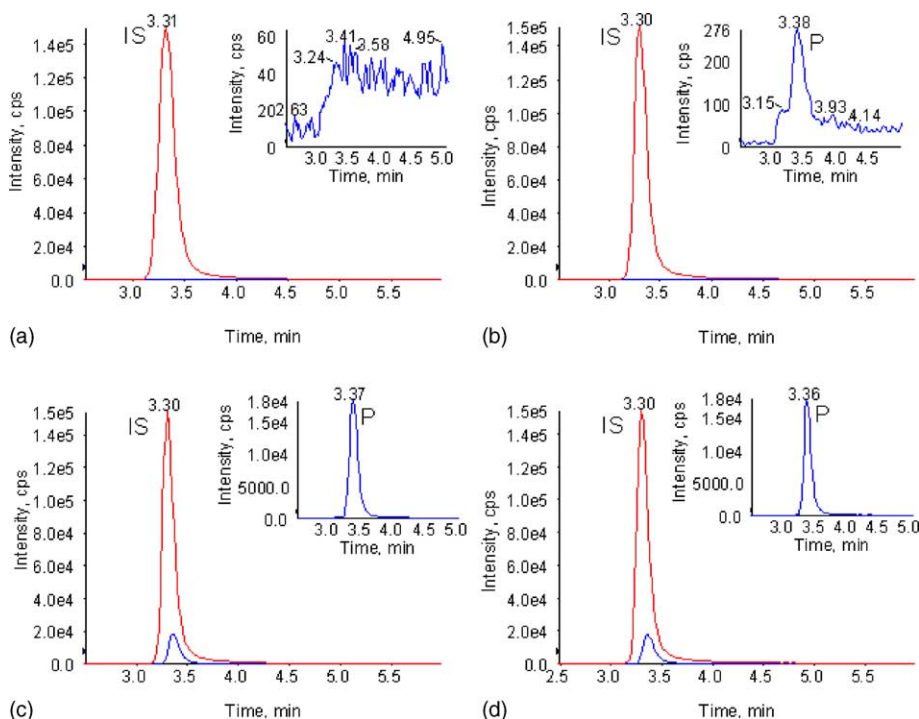 3.31
IS
1.4e5
1.2e5
1.0e5
8.0e4
6.0e4
4.0e4
2.0e4
0.0
Intensity, cps
3.0 3.5 4.0 4.5 5.0 5.5
Time, min
(a)
60
40
202
0
Intensity, cps
63
3.24
3.41
3.58
4.95
3.0 3.5 4.0 4.5 5.0
Time, min
3.30
IS
1.5e5
1.4e5
1.2e5
1.0e5
8.0e4
6.0e4
4.0e4
2.0e4
0.0
Intensity, cps
3.0 3.5 4.0 4.5 5.0 5.5
Time, min
(b)
3.38
P
276
200
100
0
Intensity, cps
3.15
3.93
4.14
3.0 3.5 4.0 4.5
Time, min
3.30
IS
1.5e5
1.4e5
1.2e5
1.0e5
8.0e4
6.0e4
4.0e4
2.0e4
0.0
Intensity, cps
3.0 3.5 4.0 4.5 5.0 5.5
Time, min
(c)
3.37
P
1.8e4
1.5e4
1.0e4
5000.0
0.0
Intensity, cps
3.0 3.5 4.0 4.5 5.0
Time, min
3.30
IS
1.5e5
1.4e5
1.2e5
1.0e5
8.0e4
6.0e4
4.0e4
2.0e4
0.0
Intensity, cps
2.5 3.0 3.5 4.0 4.5 5.0 5.5
Time, min
(d)
3.36
P
1.8e4
1.5e4
1.0e4
5000.0
0.0
Intensity, cps
3.0 3.5 4.0 4.5 5.0
Time, min